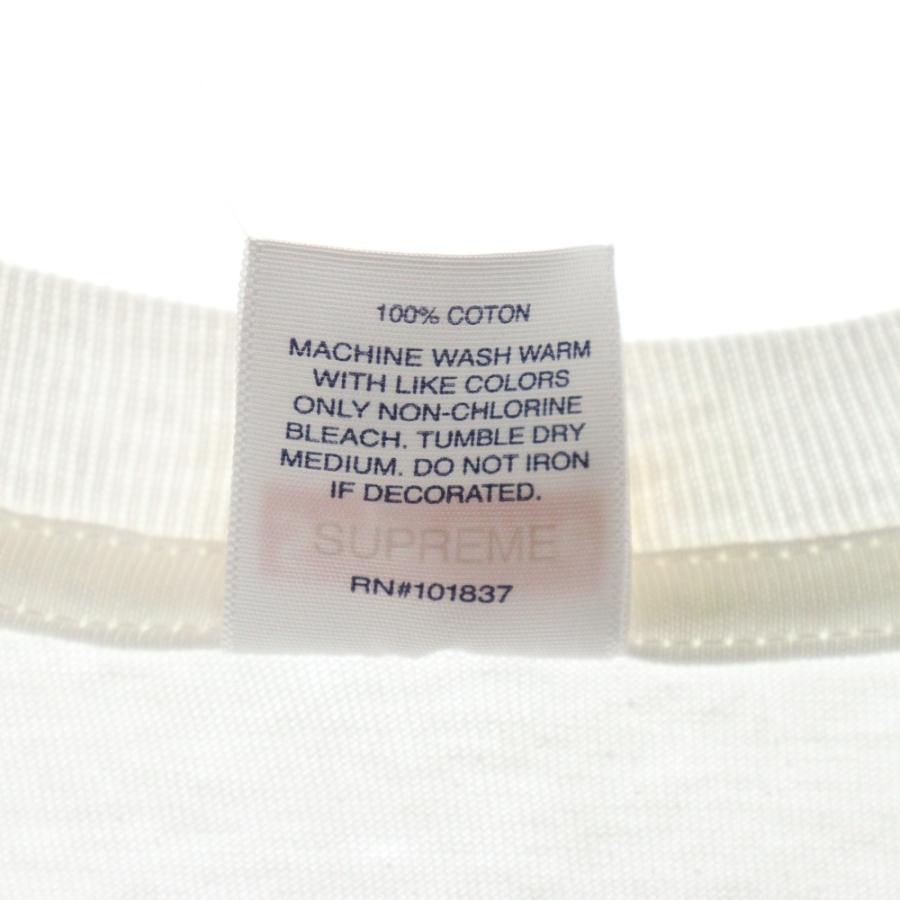 100% COTON
MACHINE WASH WARM
WITH LIKE COLORS
ONLY NON-CHLORINE
BLEACH. TUMBLE DRY
MEDIUM. DO NOT IRON
IF DECORATED.
SUPREME
RN#101837